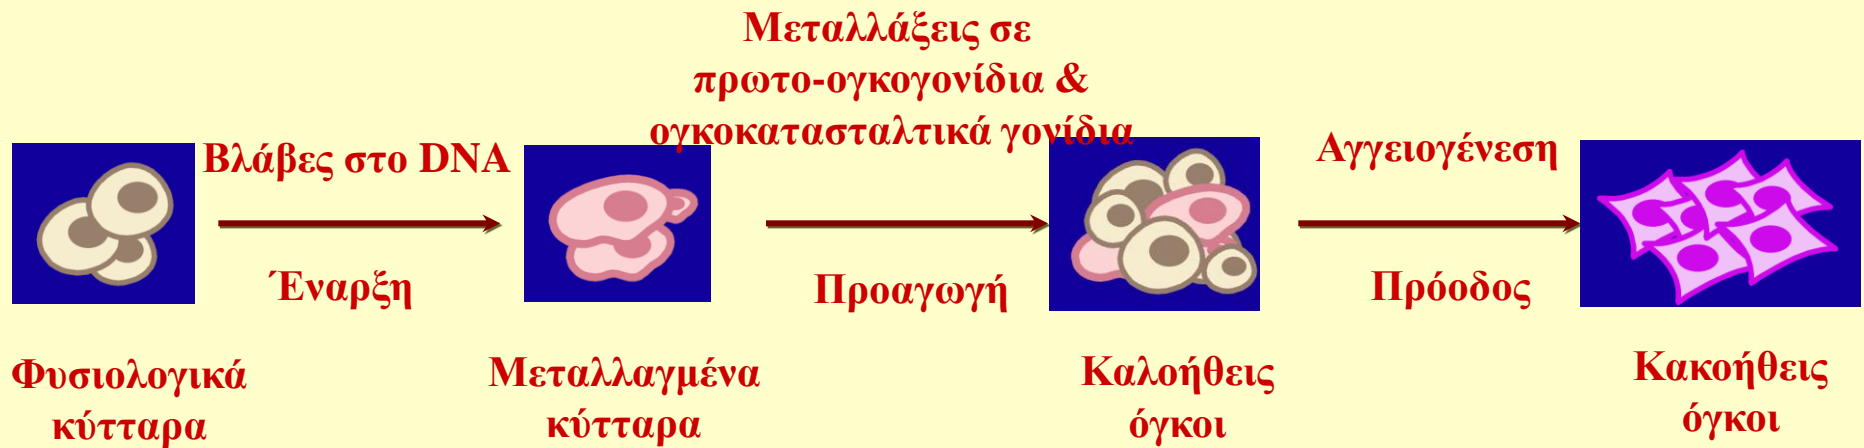 Μεταλλάξεις σε
πρωτο-ογκογονίδια &
ογκοκατασταλτικά γονίδια
Βλάβες στο DNA
Αγγειογένεση
Έναρξη
Προαγωγή
Πρόοδος
Φυσιολογικά
κύτταρα
Μεταλλαγμένα
κύτταρα
Καλοήθεις
όγκοι
Κακοήθεις
όγκοι